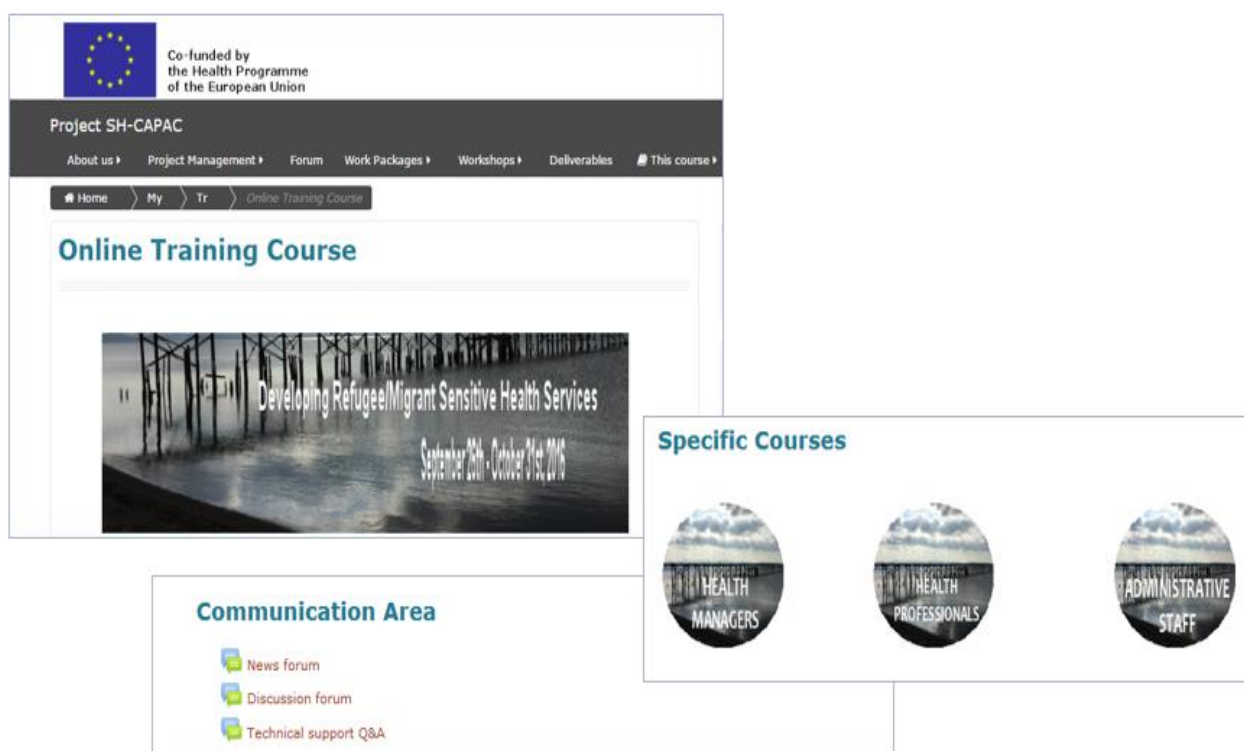 Co-funded by
the Health Programme
of the European Union
Project SH-CAPAC
About us Project Management Forum Work Packages Workshops Deliverables This course
Home My Tr Online Training Course
Online Training Course
Developing Refugee/Migrant Sensitive Health Services
September 26th - October 31st, 2016
Specific Courses
HEALTH
MANAGERS
HEALTH
PROFESSIONALS
ADMINISTRATIVE
STAFF
Communication Area
News forum
Discussion forum
Technical support Q&A